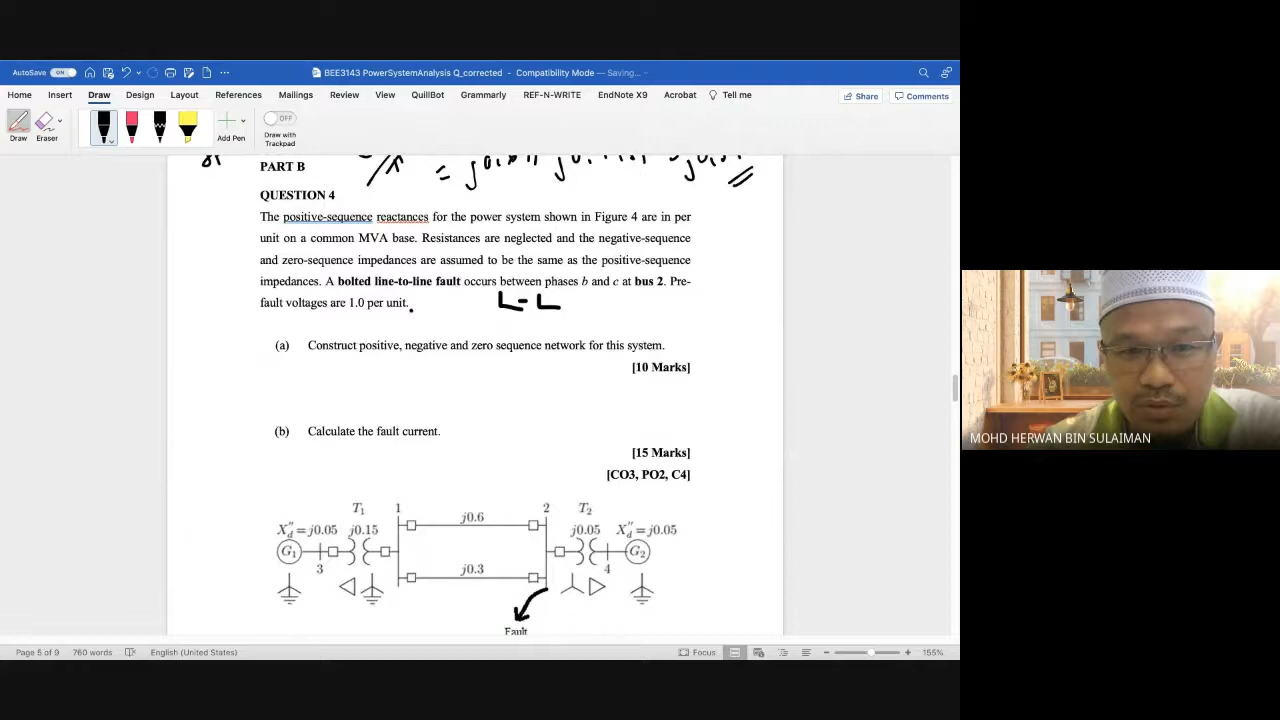 AutoSave ON
BEE3143 PowerSystemAnalysis Q_corrected - Compatibility Mode — Saving...
Home Insert Draw Design Layout References Mailings Review View QuillBot Grammarly REF-N-WRITE EndNote X9 Acrobat Tell me
Share Comments
OFF
Draw Eraser Add Pen Draw with Trackpad
PART B
QUESTION 4
The positive-sequence reactances for the power system shown in Figure 4 are in per
unit on a common MVA base. Resistances are neglected and the negative-sequence
and zero-sequence impedances are assumed to be the same as the positive-sequence
impedances. A bolted line-to-line fault occurs between phases b and c at bus 2. Pre-
fault voltages are 1.0 per unit.
L-L
(a) Construct positive, negative and zero sequence network for this system.
[10 Marks]
(b) Calculate the fault current.
[15 Marks]
[CO3, PO2, C4]
T1 1 j0.6 2 T2
X"d = j0.05 j0.15 j0.05 X"d = j0.05
G1 G2
3 j0.3 4
Fault
MOHD HERWAN BIN SULAIMAN
Page 5 of 9 760 words English (United States) Focus 155%